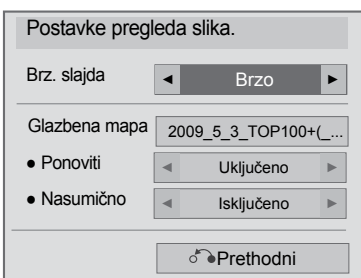 Postavke pregleda slika.
Brz. slajda ◄ Brzo ►
Glazbena mapa 2009_5_3_TOP100+(_...
● Ponoviti ◄ Uključeno ►
● Nasumično ◄ Isključeno ►
Prethodni